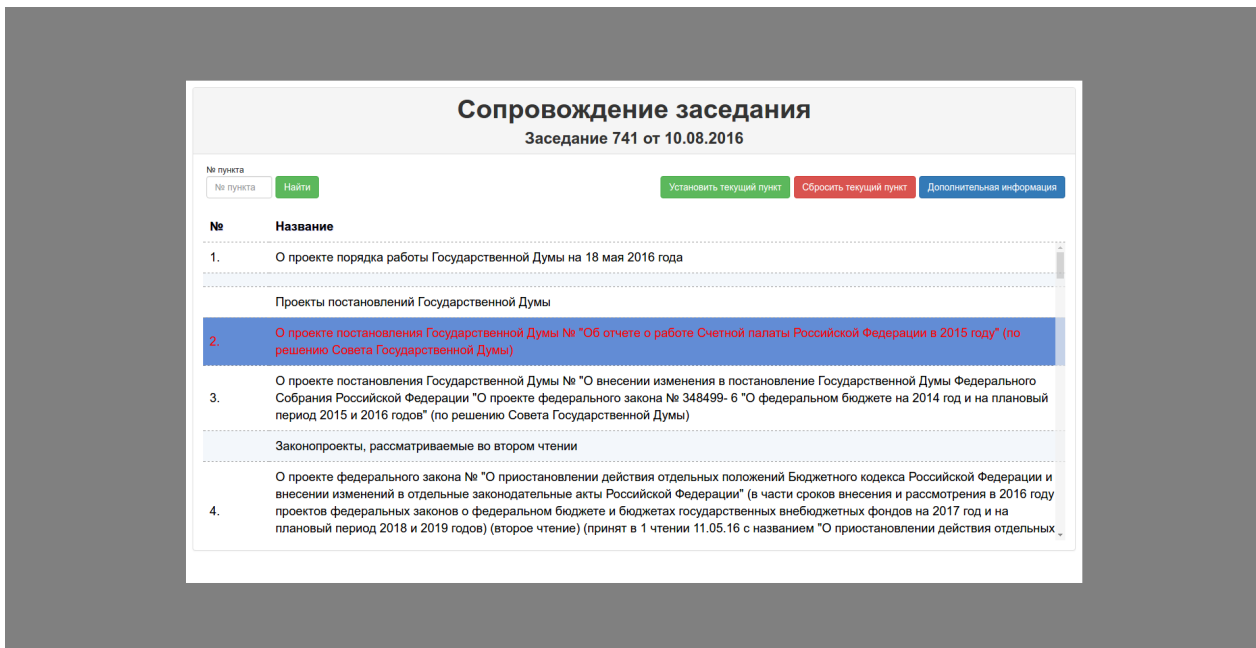 Сопровождение заседания
Заседание 741 от 10.08.2016
№ пункта
№ пункта Найти Установить текущий пункт Сбросить текущий пункт Дополнительная информация
№ Название
1. О проекте порядка работы Государственной Думы на 18 мая 2016 года
Проекты постановлений Государственной Думы
О проекте постановления Государственной Думы № "Об отчете о работе Счетной палаты Российской Федерации в 2015 году" (по
2.
решению Совета Государственной Думы)
О проекте постановления Государственной Думы № "О внесении изменения в постановление Государственной Думы Федерального
3. Собрания Российской Федерации "О проекте федерального закона № 348499- 6 "О федеральном бюджете на 2014 год и на плановый
период 2015 и 2016 годов" (по решению Совета Государственной Думы)
Законопроекты, рассматриваемые во втором чтении
О проекте федерального закона № "О приостановлении действия отдельных положений Бюджетного кодекса Российской Федерации и
внесении изменений в отдельные законодательные акты Российской Федерации" (в части сроков внесения и рассмотрения в 2016 году
4. проектов федеральных законов о федеральном бюджете и бюджетах государственных внебюджетных фондов на 2017 год и на
плановый период 2018 и 2019 годов) (второе чтение) (принят в 1 чтении 11.05.16 с названием "О приостановлении действия отдельных